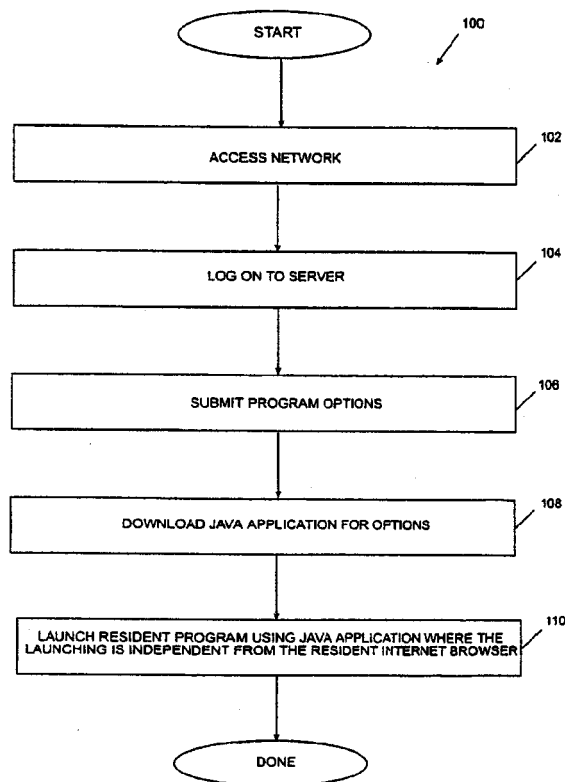 START
100
ACCESS NETWORK
102
LOG ON TO SERVER
104
SUBMIT PROGRAM OPTIONS
106
DOWNLOAD JAVA APPLICATION FOR OPTIONS
108
LAUNCH RESIDENT PROGRAM USING JAVA APPLICATION WHERE THE
LAUNCHING IS INDEPENDENT FROM THE RESIDENT INTERNET BROWSER
110
DONE